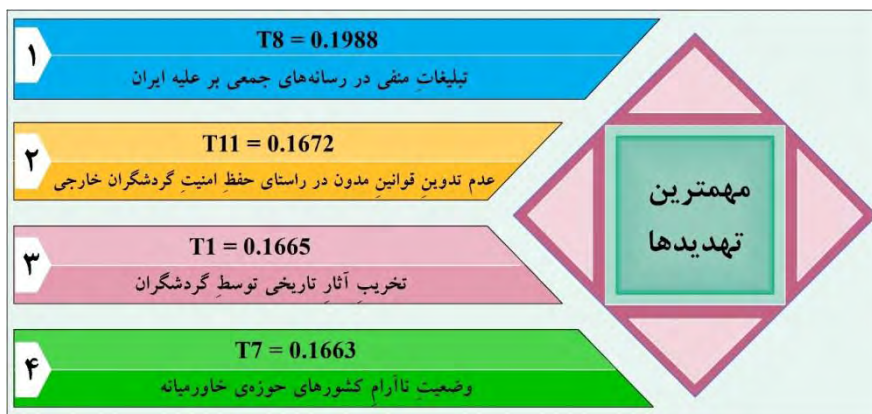 ۱
T8 = 0.1988
تبلیغاتِ منفی در رسانه‌های جمعی بر علیه ایران
۲
T11 = 0.1672
عدم تدوینِ قوانینِ مدون در راستای حفظِ امنیتِ گردشگران خارجی
۳
T1 = 0.1665
تخریبِ آثارِ تاریخی توسطِ گردشگران
۴
T7 = 0.1663
وضعیتِ ناآرامِ کشورهای حوزه‌ی خاورمیانه
مهمترین
تهدیدها